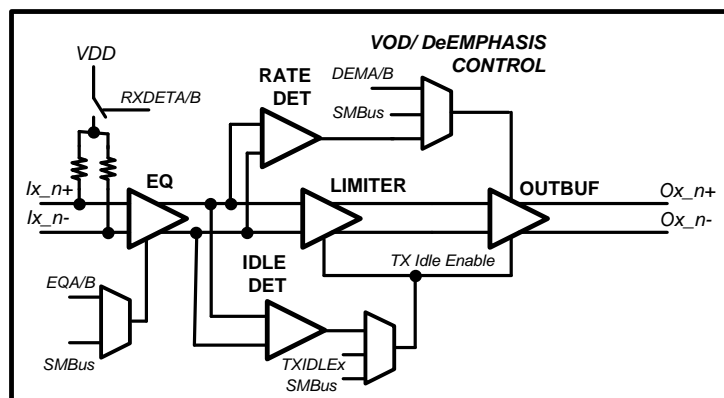 VOD/ DeEMPHASIS
CONTROL
VDD
RATE
DET
DEMA/B
RXDETA/B
SMBus
EQ
LIMITER
OUTBUF
Ix_n+
Ox_n+
Ix_n-
Ox_n-
IDLE
DET
TX Idle Enable
EQA/B
SMBus
TXIDLEx
SMBus